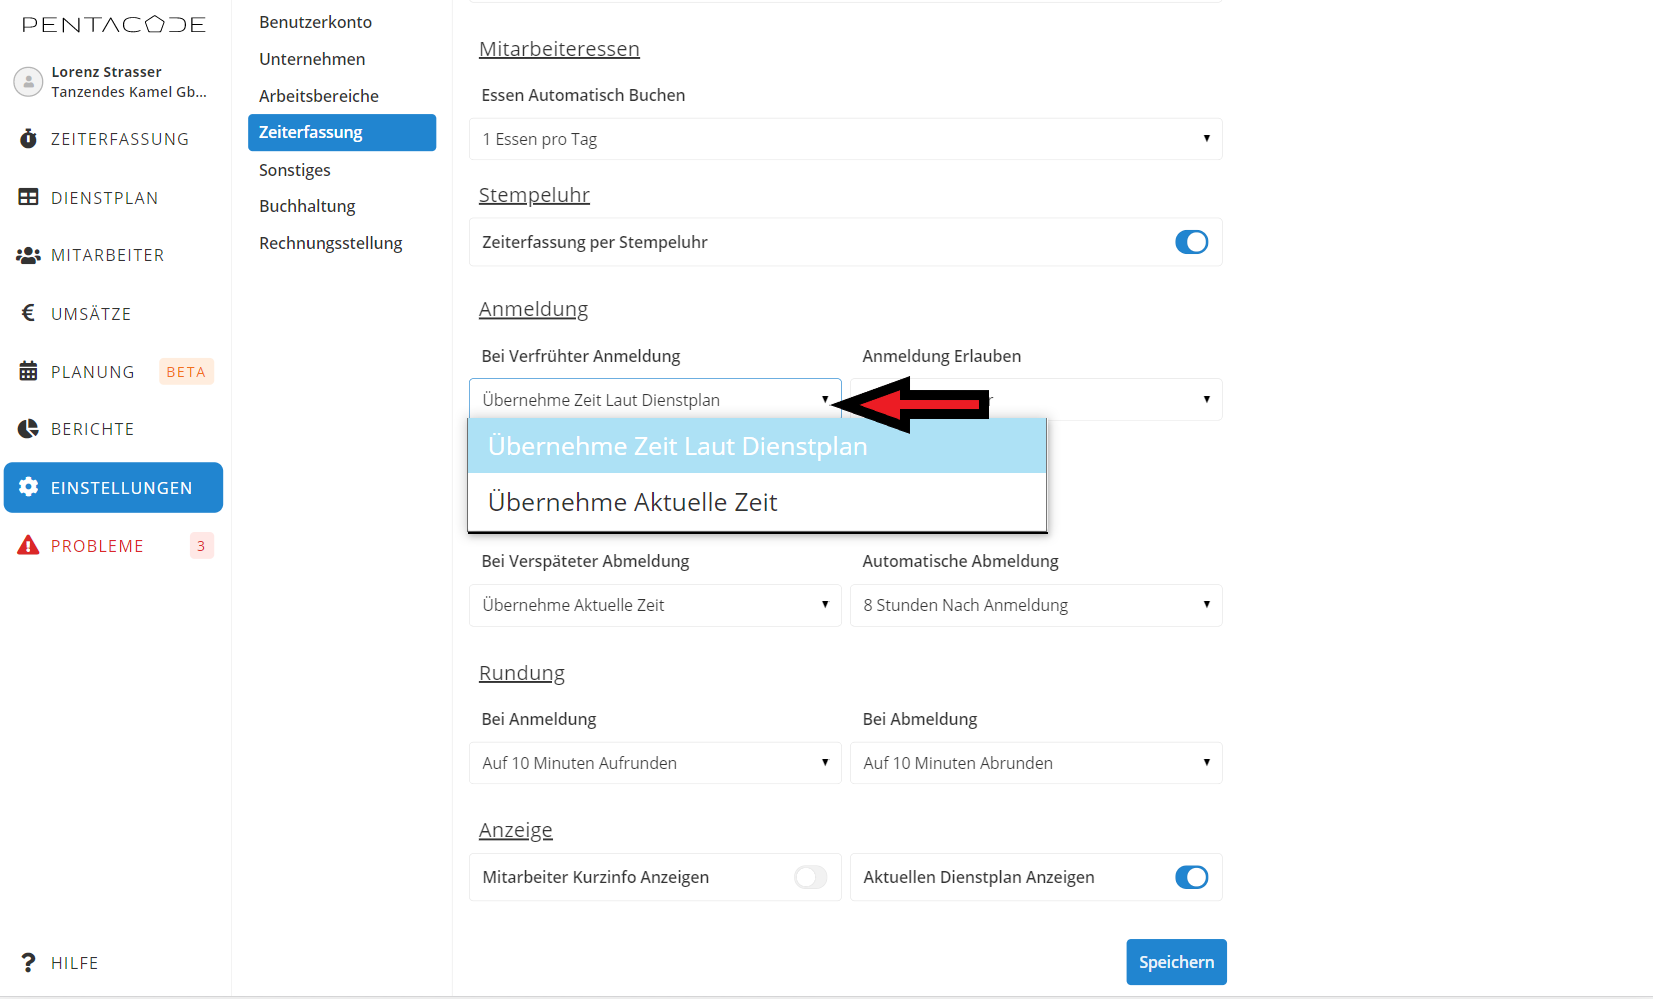 PENTACODE
Lorenz Strasser
Tanzendes Kamel Gb...
ZEITERFASSUNG
DIENSTPLAN
MITARBEITER
€ UMSÄTZE
PLANUNG BETA
BERICHTE
EINSTELLUNGEN
PROBLEME 3
? HILFE
Benutzerkonto
Unternehmen
Arbeitsbereiche
Zeiterfassung
Sonstiges
Buchhaltung
Rechnungsstellung
Mitarbeiteressen
Essen Automatisch Buchen
1 Essen pro Tag
Stempeluhr
Zeiterfassung per Stempeluhr
Anmeldung
Bei Verfrühter Anmeldung
Anmeldung Erlauben
Übernehme Zeit Laut Dienstplan
Übernehme Zeit Laut Dienstplan
Übernehme Aktuelle Zeit
Bei Verspäteter Abmeldung
Automatische Abmeldung
Übernehme Aktuelle Zeit
8 Stunden Nach Anmeldung
Rundung
Bei Anmeldung
Bei Abmeldung
Auf 10 Minuten Aufrunden
Auf 10 Minuten Abrunden
Anzeige
Mitarbeiter Kurzinfo Anzeigen
Aktuellen Dienstplan Anzeigen
Speichern